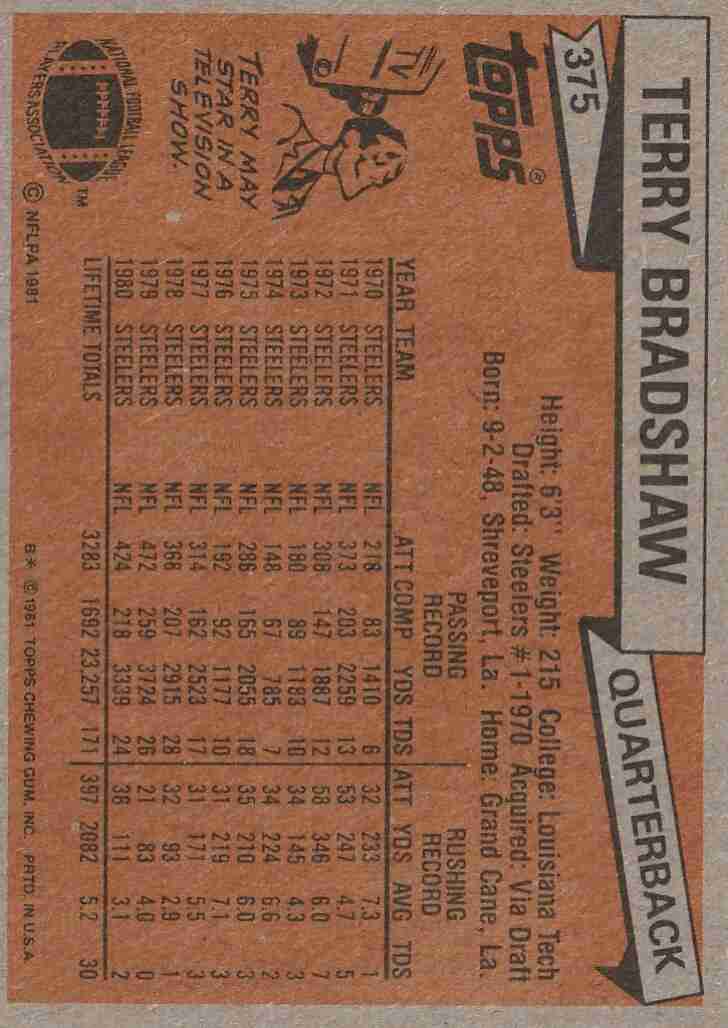 375
TERRY BRADSHAW
QUARTERBACK
topps®
Height: 6'3" Weight: 215 College: Louisiana Tech
Drafted: Steelers #1-1970 Acquired: Via Draft
Born: 9-2-48, Shreveport, La. Home: Grand Cane, La.
PASSING RECORD RUSHING RECORD
YEAR TEAM ATT COMP YDS TDS ATT YDS AVG TDS
1970 STEELERS NFL 218 83 1410 6 32 233 7.3 1
1971 STEELERS NFL 373 203 2259 13 53 247 4.7 5
1972 STEELERS NFL 308 147 1887 12 58 346 6.0 7
1973 STEELERS NFL 180 89 1183 10 34 145 4.3 3
1974 STEELERS NFL 148 67 785 7 34 224 6.6 2
1975 STEELERS NFL 286 165 2055 18 35 210 6.0 3
1976 STEELERS NFL 192 92 1177 10 31 219 7.1 3
1977 STEELERS NFL 314 162 2523 17 31 171 5.5 3
1978 STEELERS NFL 368 207 2915 28 32 93 2.9 1
1979 STEELERS NFL 472 259 3724 26 21 83 4.0 0
1980 STEELERS NFL 424 218 3339 24 36 111 3.1 2
LIFETIME TOTALS 3283 1692 23,257 171 397 2082 5.2 30
TV
TERRY MAY
STAR IN A
TELEVISION
SHOW.
NATIONAL FOOTBALL LEAGUE
PLAYERS ASSOCIATION
TM
© NFLPA 1981
B* © 1981 TOPPS CHEWING GUM, INC. PRTD. IN U.S.A.